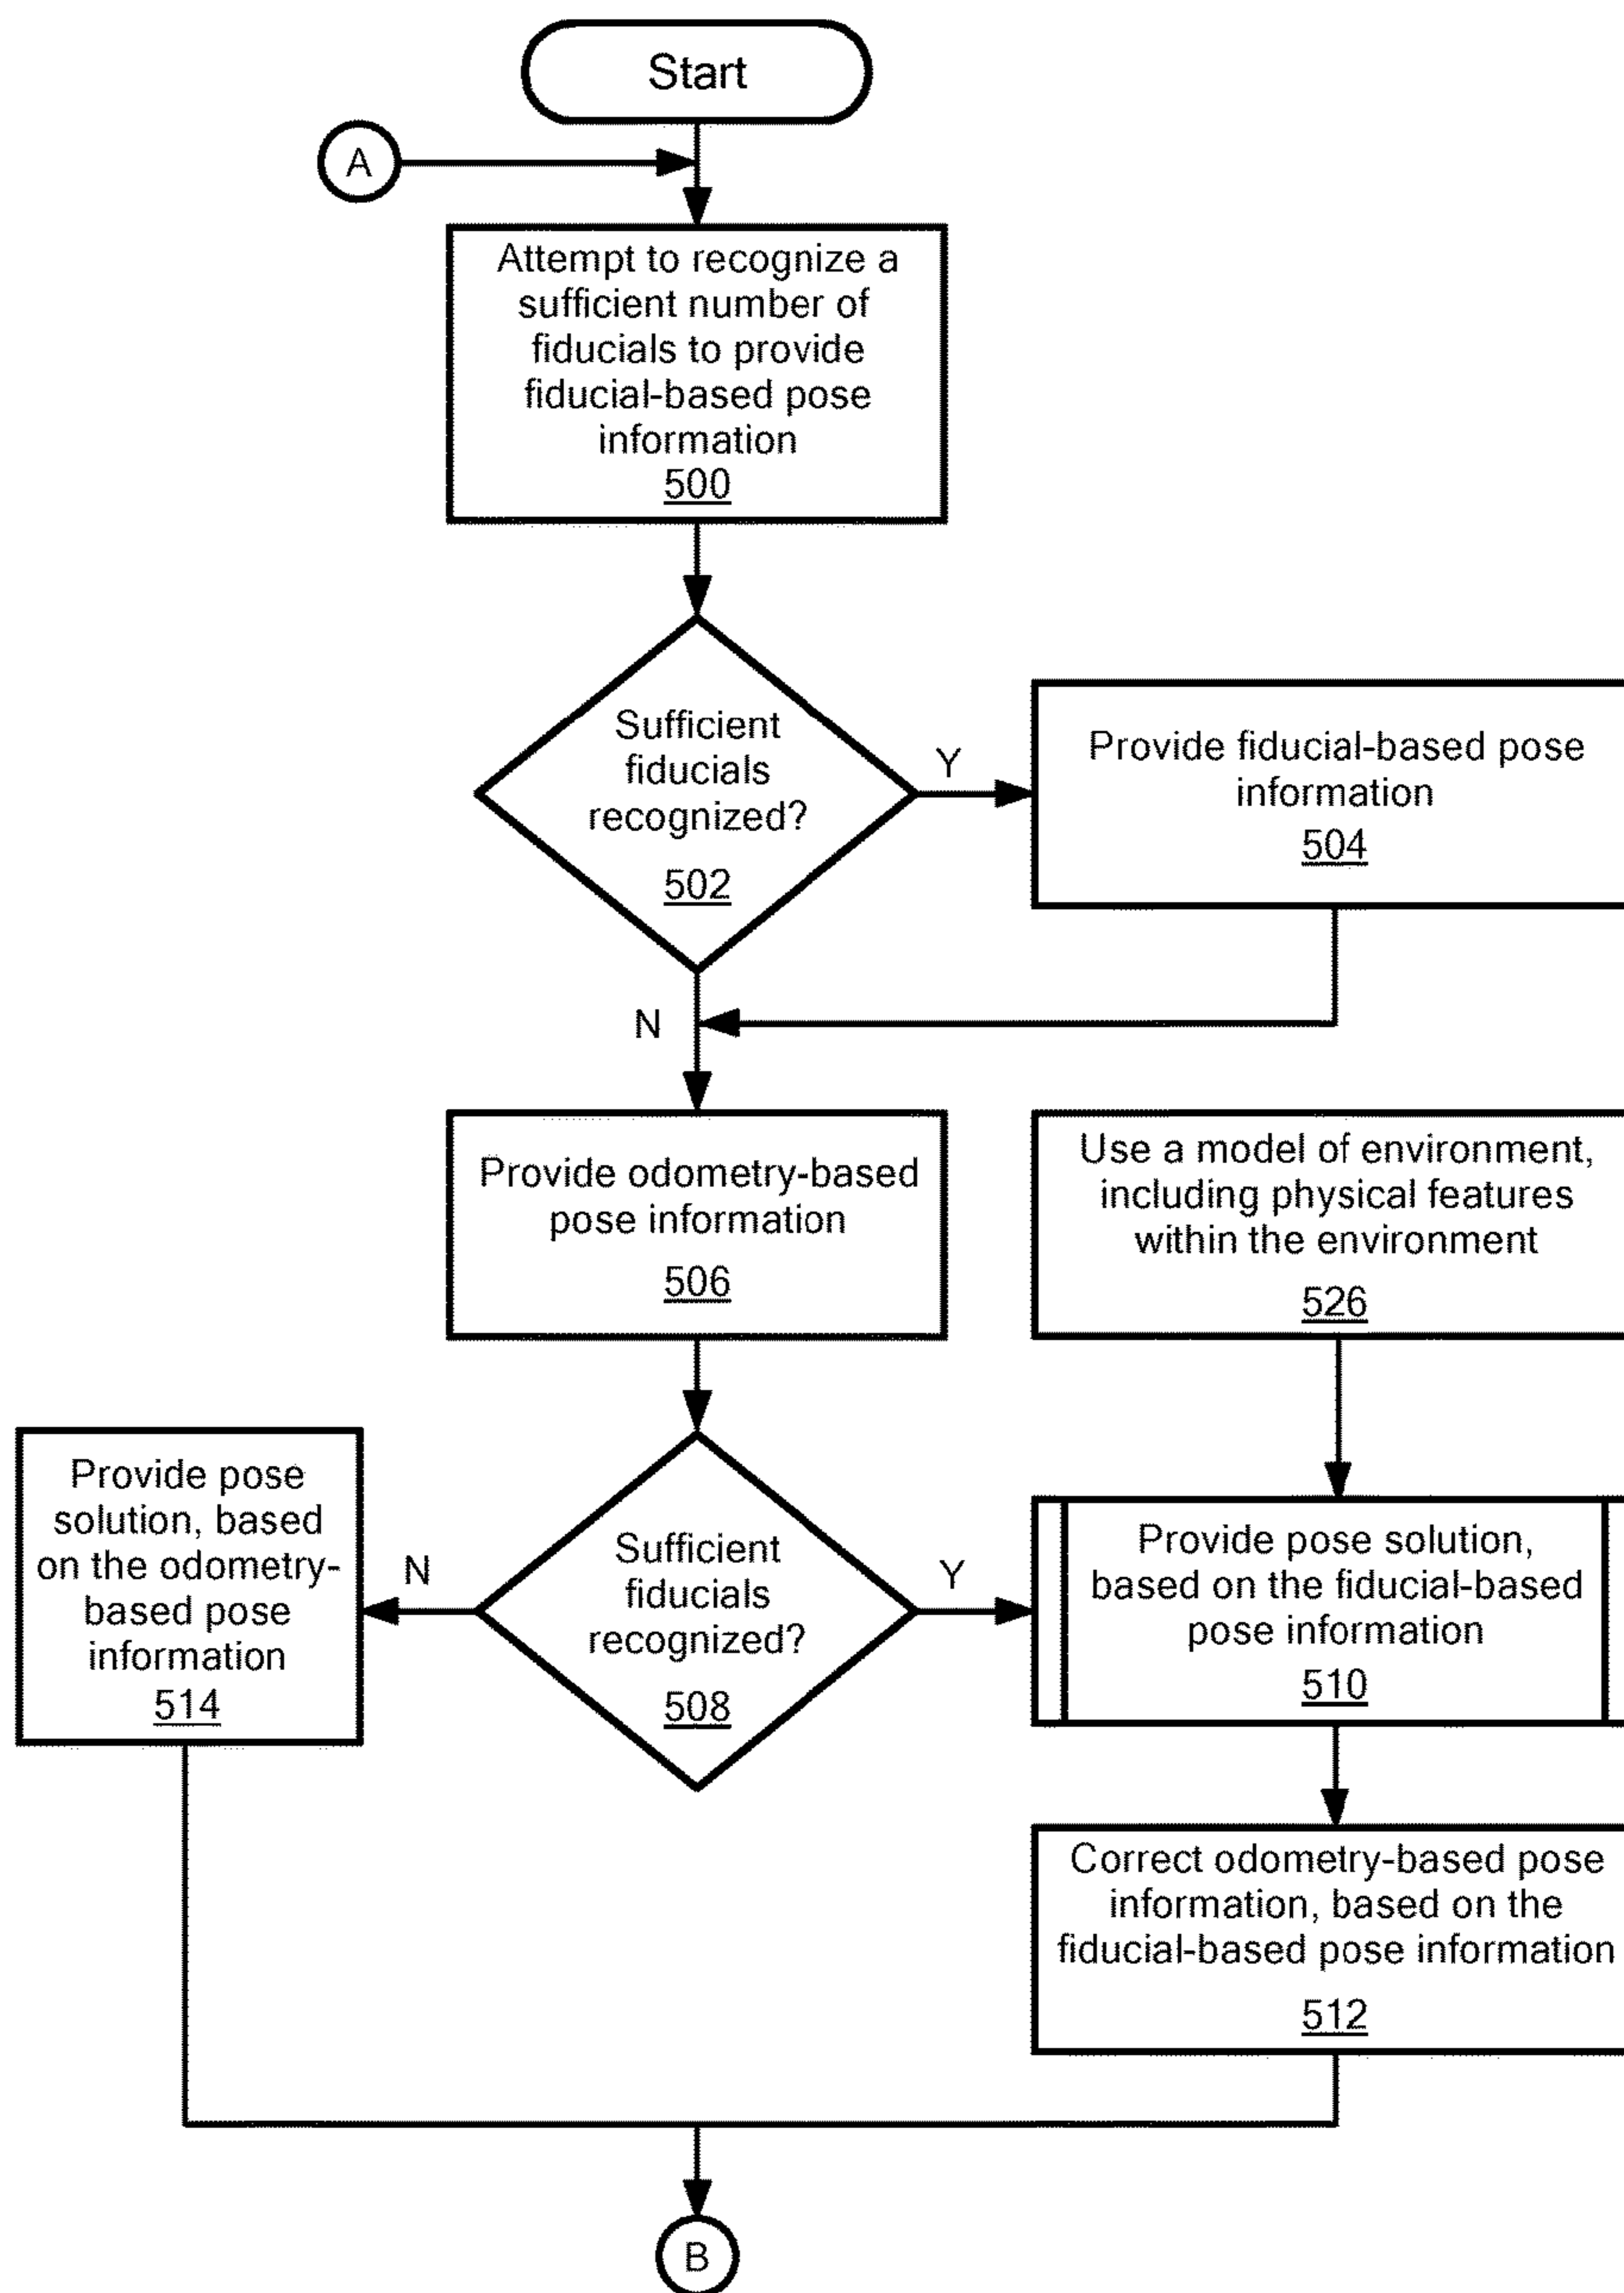 Start
A
Attempt to recognize a
sufficient number of
fiducials to provide
fiducial-based pose
information
500
Sufficient
fiducials
recognized?
502
Y
Provide fiducial-based pose
information
504
N
Provide odometry-based
pose information
506
Use a model of environment,
including physical features
within the environment
526
Provide pose
solution, based
on the odometry-
based pose
information
514
N
Sufficient
fiducials
recognized?
508
Y
Provide pose solution,
based on the fiducial-based
pose information
510
Correct odometry-based pose
information, based on the
fiducial-based pose information
512
B